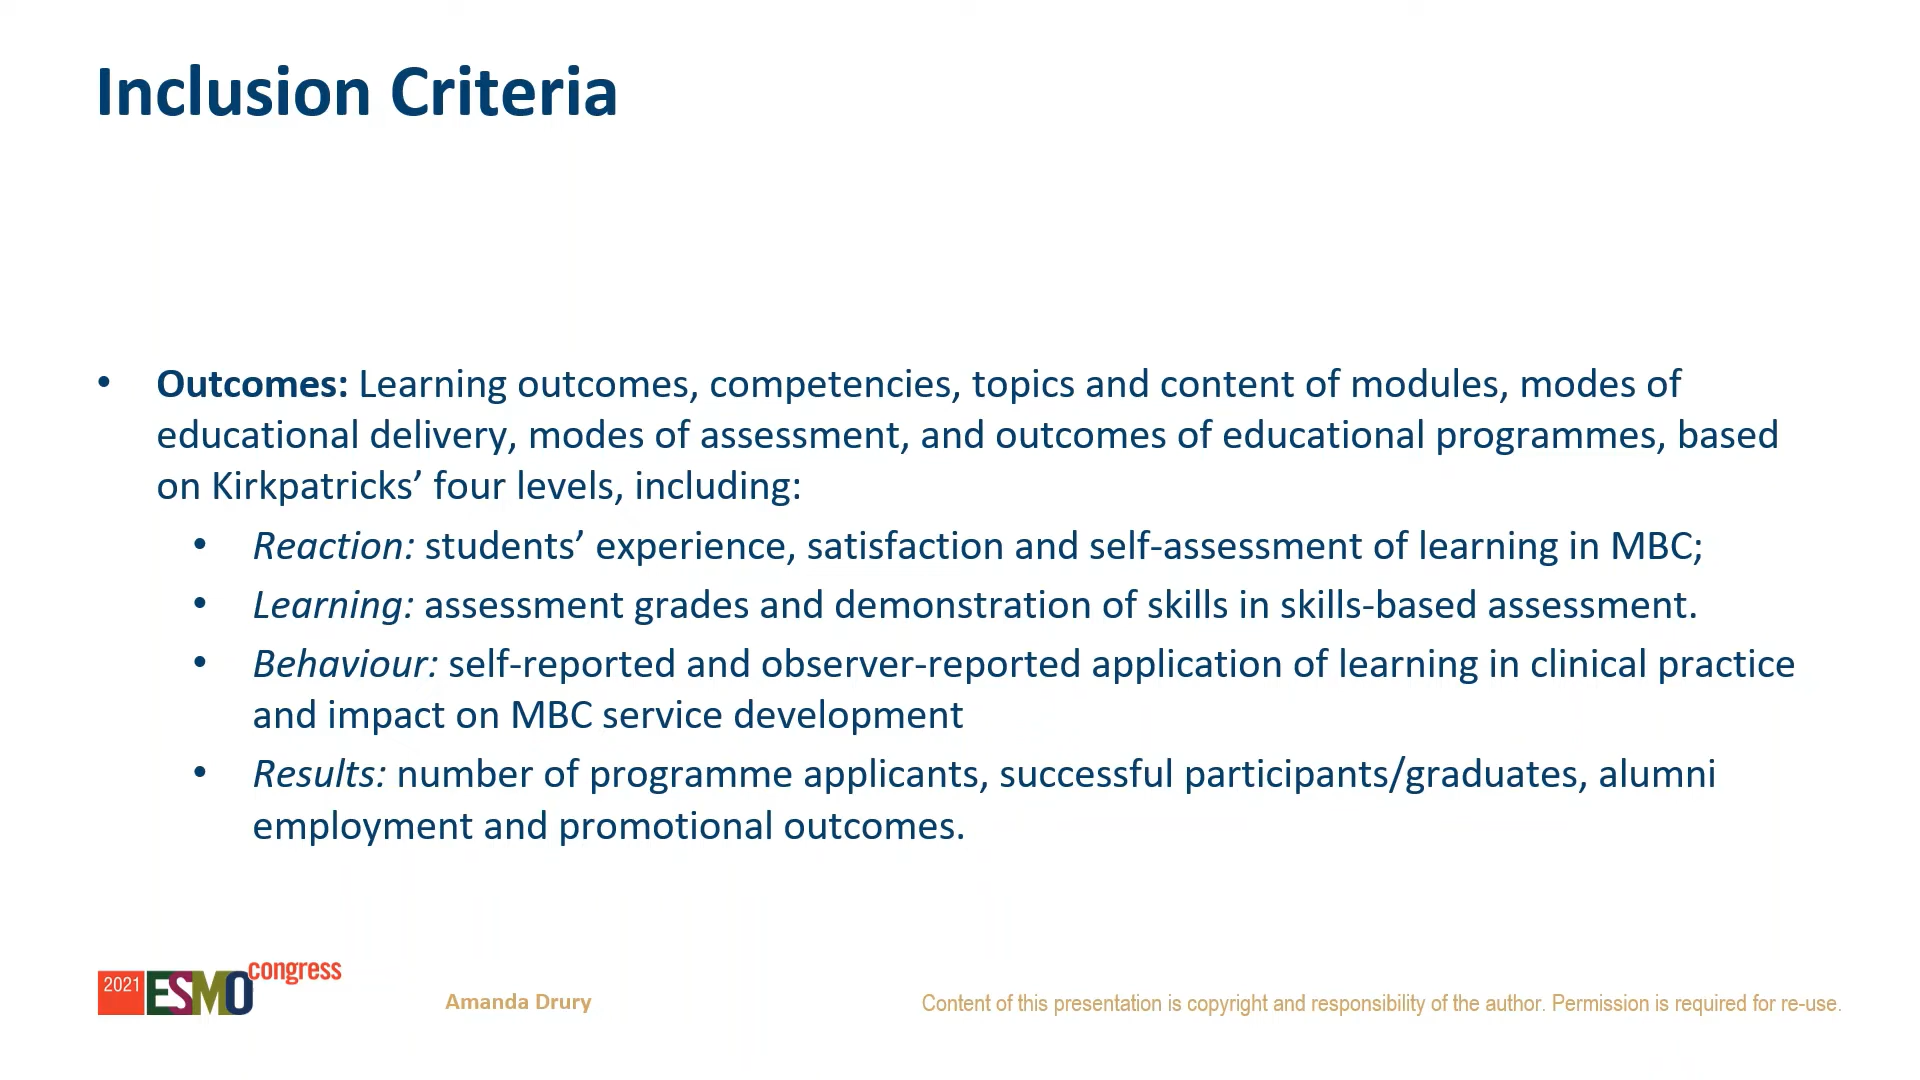 Inclusion Criteria
• Outcomes: Learning outcomes, competencies, topics and content of modules, modes of
educational delivery, modes of assessment, and outcomes of educational programmes, based
on Kirkpatricks’ four levels, including:
• Reaction: students’ experience, satisfaction and self-assessment of learning in MBC;
• Learning: assessment grades and demonstration of skills in skills-based assessment.
• Behaviour: self-reported and observer-reported application of learning in clinical practice
and impact on MBC service development
• Results: number of programme applicants, successful participants/graduates, alumni
employment and promotional outcomes.
2021 ESMO congress
Amanda Drury
Content of this presentation is copyright and responsibility of the author. Permission is required for re-use.